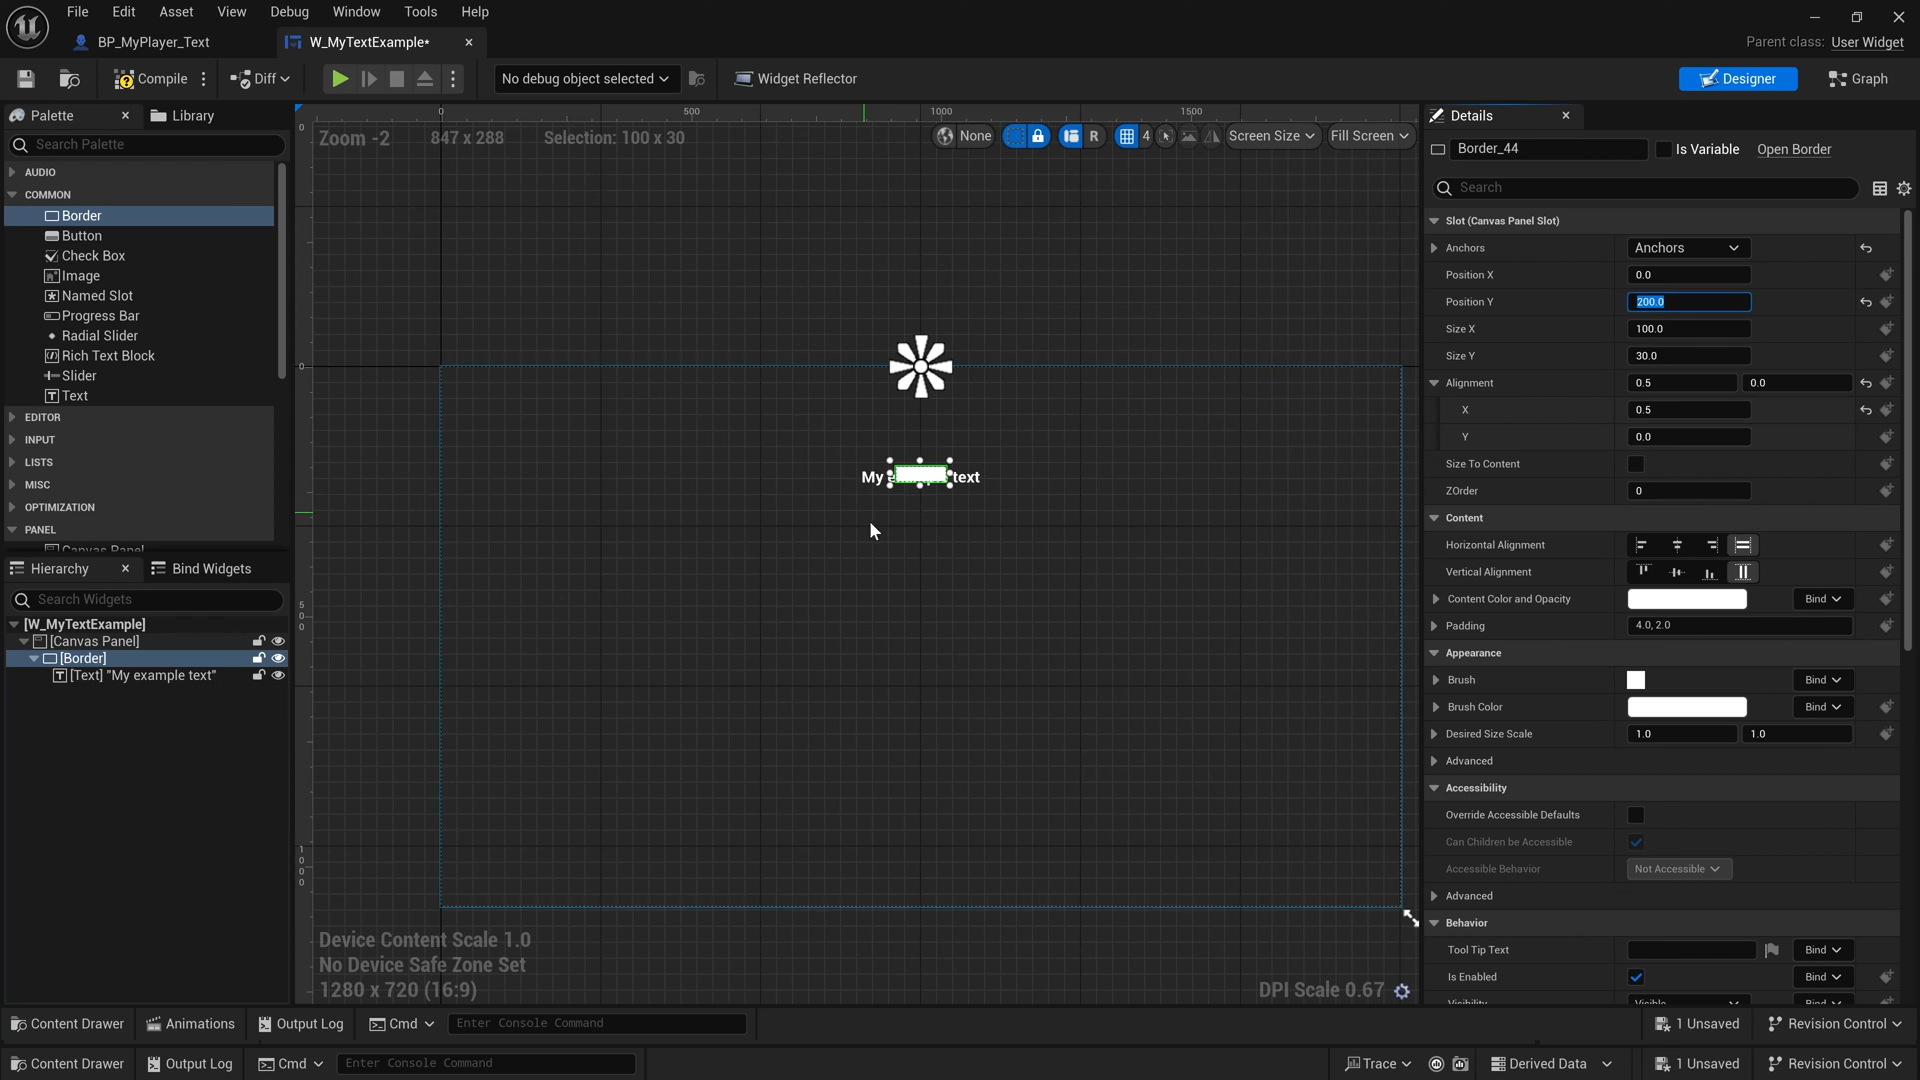 File Edit Asset View Debug Window Tools Help
BP_MyPlayer_Text
W_MyTextExample*
Parent class: User Widget
Compile
Diff
No debug object selected
Widget Reflector
Designer
Graph
Palette
Library
Search Palette
AUDIO
COMMON
Border
Button
Check Box
Image
Named Slot
Progress Bar
Radial Slider
Rich Text Block
Slider
Text
EDITOR
INPUT
LISTS
MISC
OPTIMIZATION
PANEL
Canvas Panel
Hierarchy
Bind Widgets
Search Widgets
[W_MyTextExample]
[Canvas Panel]
[Border]
[Text] "My example text"
0 500 1000 1500
Zoom -2 847 x 288 Selection: 100 x 30
None
R
4
Screen Size
Fill Screen
0
0
500
1000
My text
Device Content Scale 1.0
No Device Safe Zone Set
1280 x 720 (16:9)
DPI Scale 0.67
Details
Border_44
Is Variable
Open Border
Search
Slot (Canvas Panel Slot)
Anchors Anchors
Position X 0.0
Position Y 200.0
Size X 100.0
Size Y 30.0
Alignment 0.5 0.0
X 0.5
Y 0.0
Size To Content
ZOrder 0
Content
Horizontal Alignment
Vertical Alignment
Content Color and Opacity Bind
Padding 4.0, 2.0
Appearance
Brush Bind
Brush Color Bind
Desired Size Scale 1.0 1.0
Advanced
Accessibility
Override Accessible Defaults
Can Children be Accessible
Accessible Behavior Not Accessible
Advanced
Behavior
Tool Tip Text Bind
Is Enabled Bind
Visibility Visible Bind
Content Drawer Animations Output Log Cmd Enter Console Command 1 Unsaved Revision Control
Content Drawer Output Log Cmd Enter Console Command Trace Derived Data 1 Unsaved Revision Control